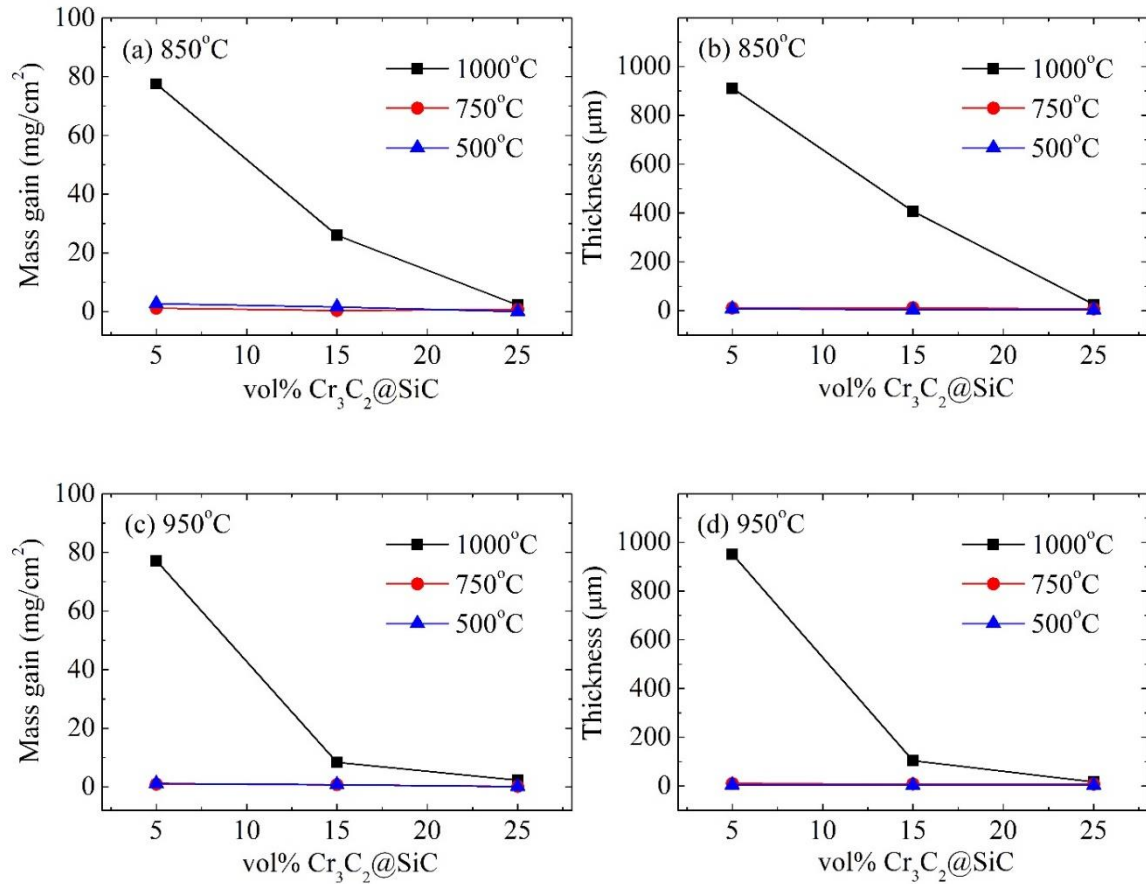 (a) 850°C
1000°C
750°C
500°C
Mass gain (mg/cm²)
100
80
60
40
20
0
5 10 15 20 25
vol% Cr₃C₂@SiC
(b) 850°C
1000°C
750°C
500°C
Thickness (μm)
1000
800
600
400
200
0
5 10 15 20 25
vol% Cr₃C₂@SiC
(c) 950°C
1000°C
750°C
500°C
Mass gain (mg/cm²)
100
80
60
40
20
0
5 10 15 20 25
vol% Cr₃C₂@SiC
(d) 950°C
1000°C
750°C
500°C
Thickness (μm)
1000
800
600
400
200
0
5 10 15 20 25
vol% Cr₃C₂@SiC